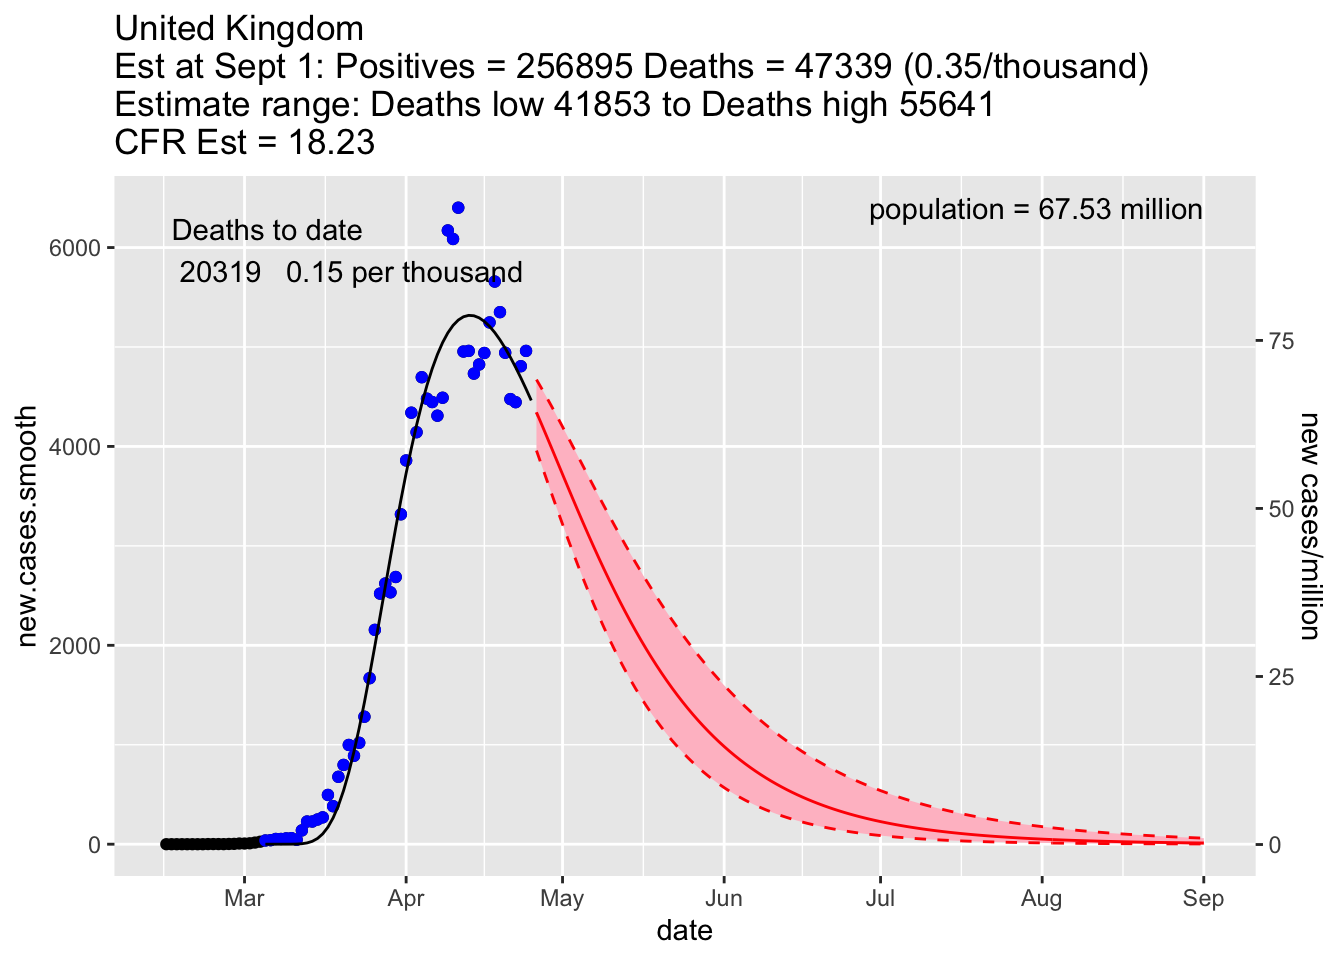 United Kingdom
Est at Sept 1: Positives = 256895 Deaths = 47339 (0.35/thousand)
Estimate range: Deaths low 41853 to Deaths high 55641
CFR Est = 18.23
population = 67.53 million
Deaths to date
20319 0.15 per thousand
6000
4000
2000
0
new.cases.smooth
75
50
25
0
new cases/million
Mar Apr May Jun Jul Aug Sep
date